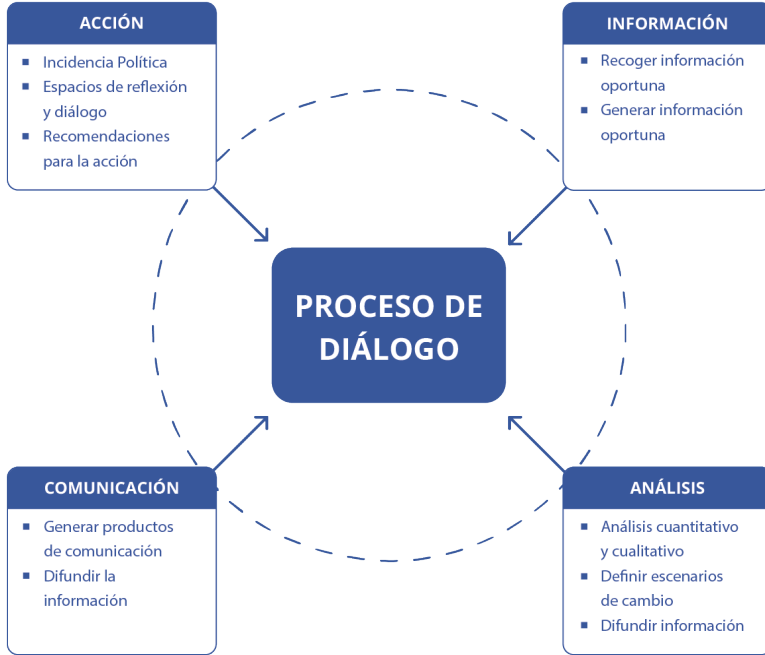 ACCIÓN
▪ Incidencia Política
▪ Espacios de reflexión
y diálogo
▪ Recomendaciones
para la acción
INFORMACIÓN
▪ Recoger información
oportuna
▪ Generar información
oportuna
PROCESO DE
DIÁLOGO
COMUNICACIÓN
▪ Generar productos
de comunicación
▪ Difundir la
información
ANÁLISIS
▪ Análisis cuantitativo
y cualitativo
▪ Definir escenarios
de cambio
▪ Difundir información